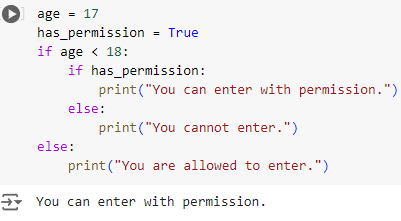 age = 17
has_permission = True
if age < 18:
    if has_permission:
        print("You can enter with permission.")
    else:
        print("You cannot enter.")
else:
    print("You are allowed to enter.")
You can enter with permission.